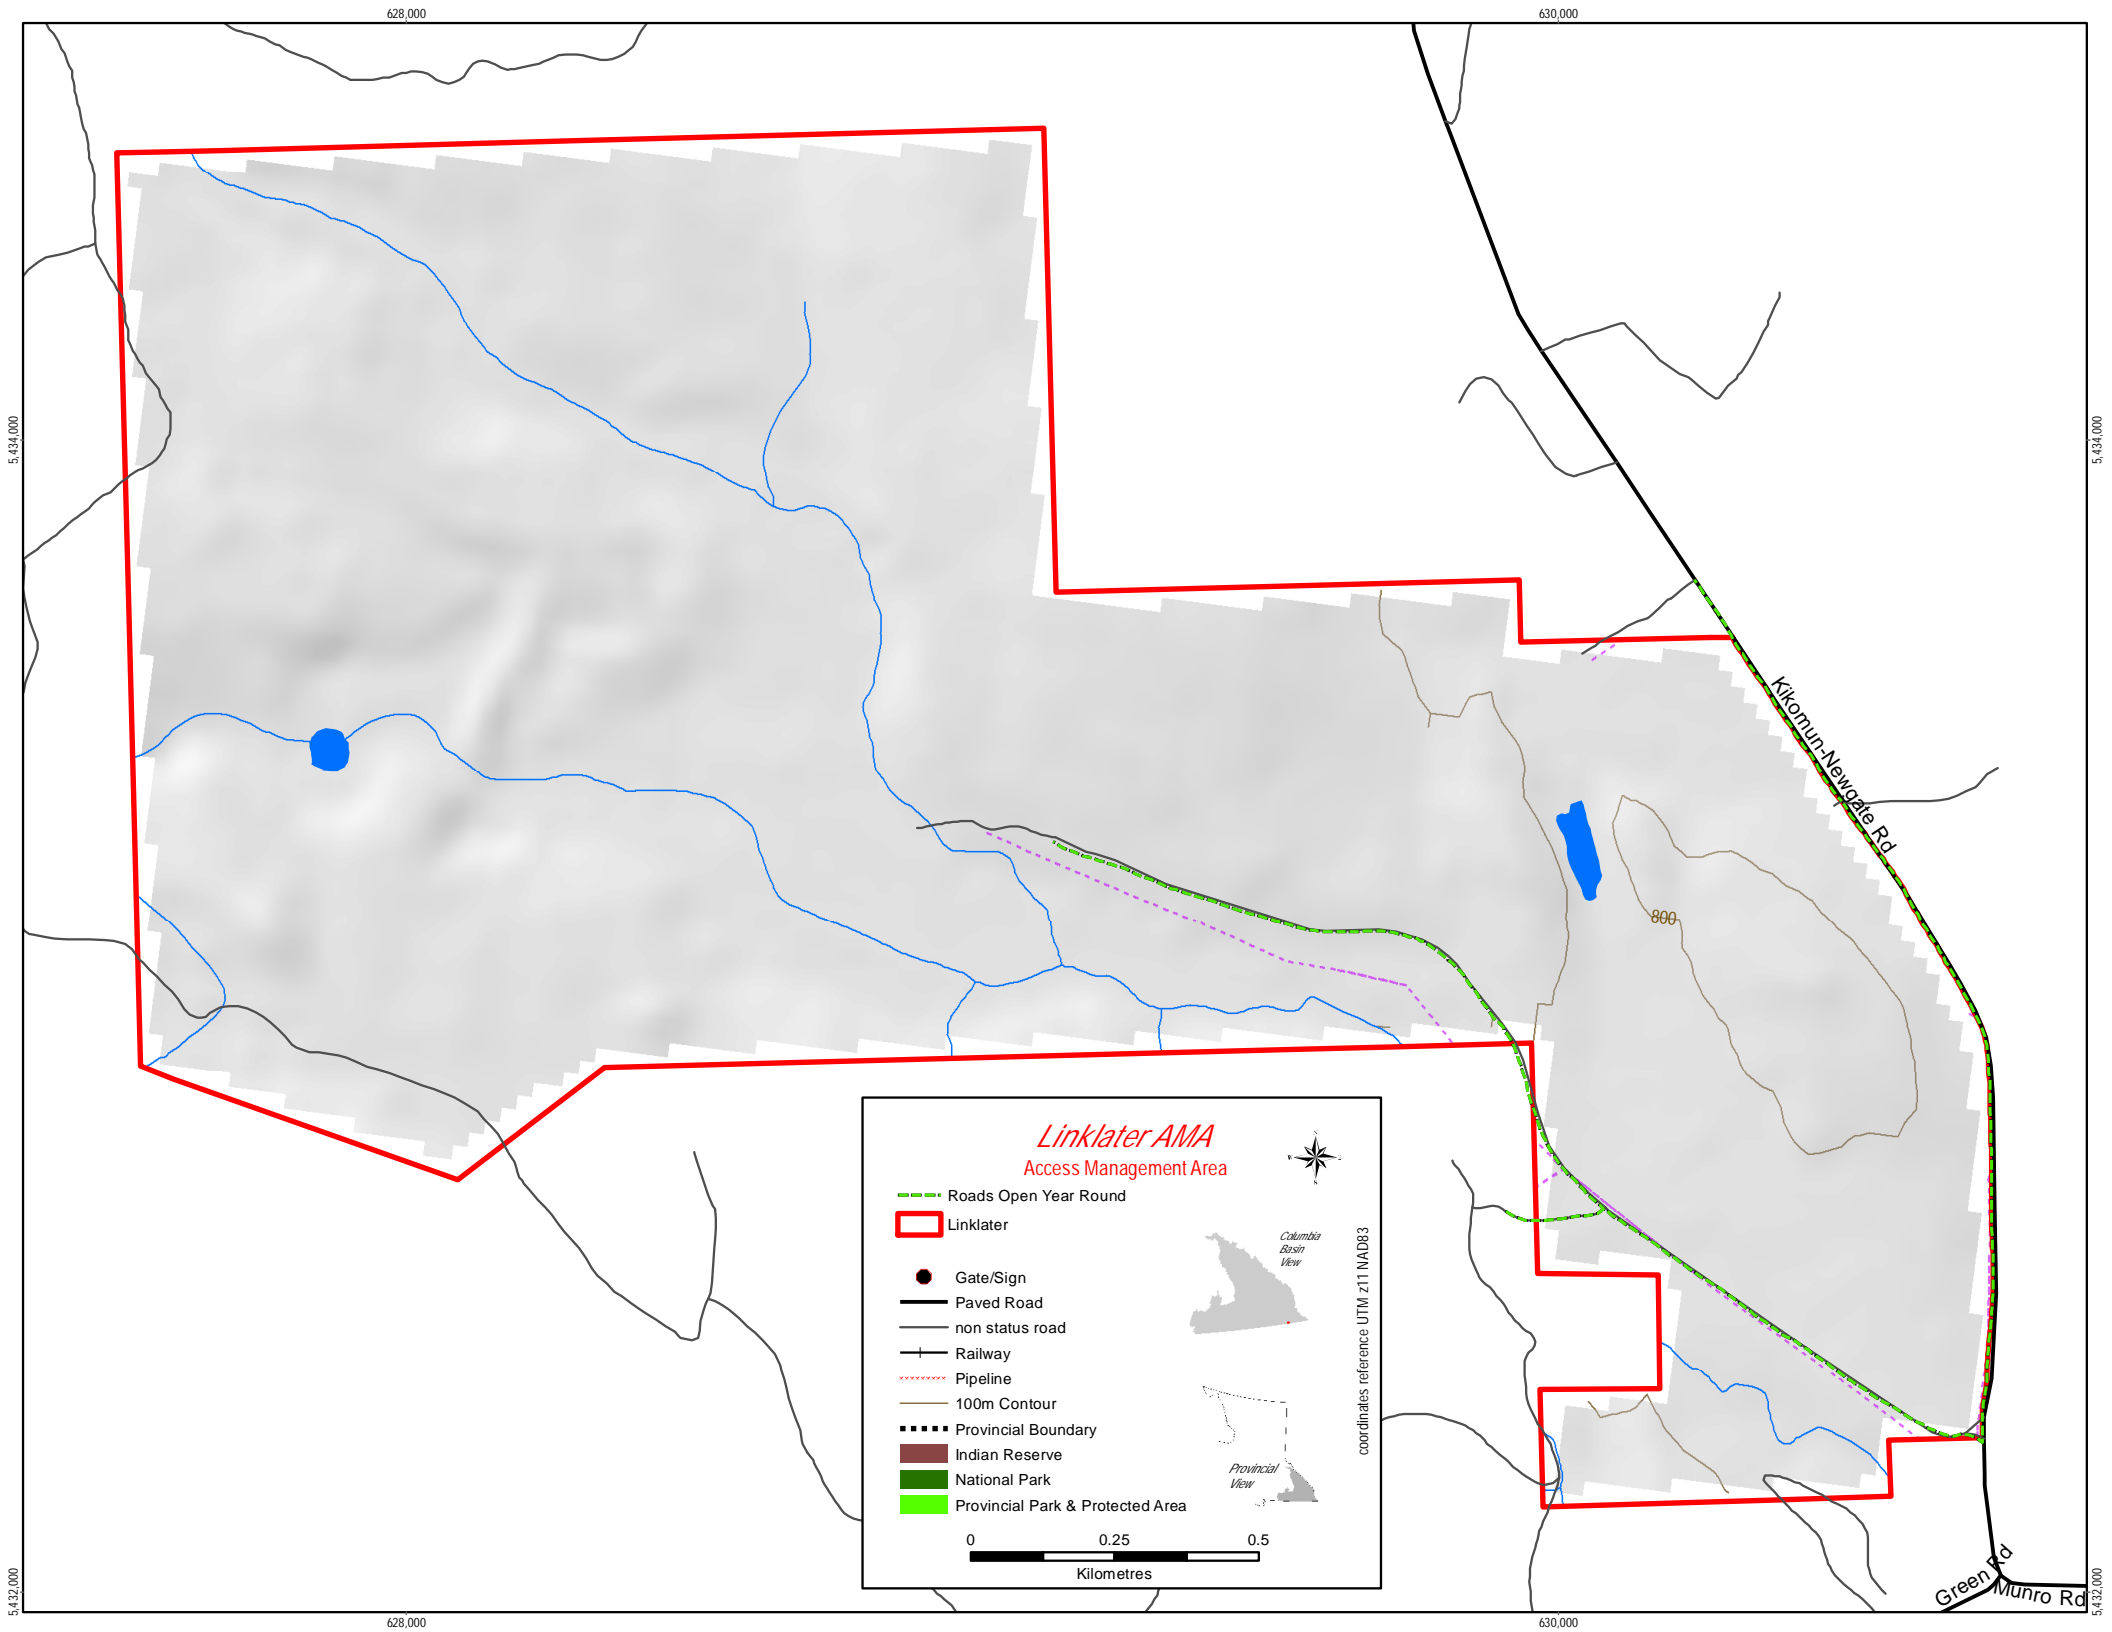 628,000
630,000
5,434,000
5,434,000
Kikomun-Newgate Rd
800
Linklater AMA
Access Management Area
Roads Open Year Round
Linklater
Gate/Sign
Paved Road
non status road
Railway
Pipeline
100m Contour
Provincial Boundary
Indian Reserve
National Park
Provincial Park & Protected Area
Columbia
Basin
View
Provincial
View
coordinates reference UTM z11 NAD83
0 0.25 0.5
Kilometres
Green Rd
Munro Rd
5,432,000
5,432,000
628,000
630,000